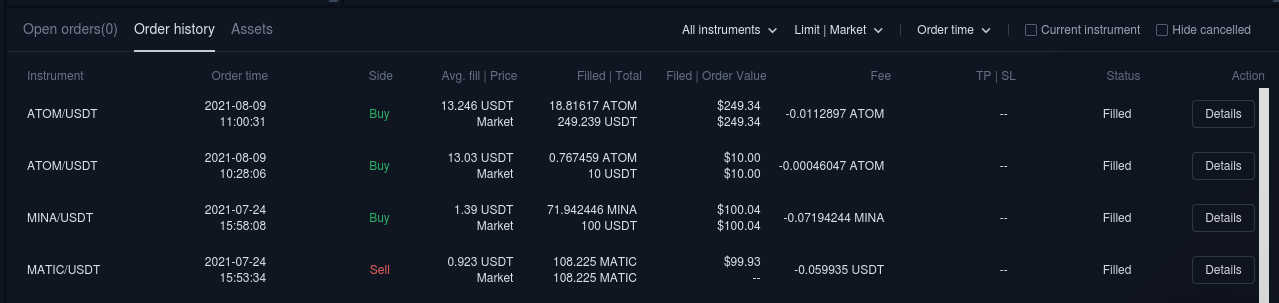 Open orders(0) Order history Assets All instruments Limit | Market Order time Current instrument Hide cancelled
Instrument Order time Side Avg. fill | Price Filled | Total Filed | Order Value Fee TP | SL Status Action
ATOM/USDT 2021-08-09 11:00:31 Buy 13.246 USDT Market 18.81617 ATOM 249.239 USDT $249.34 $249.34 -0.0112897 ATOM -- Filled Details
ATOM/USDT 2021-08-09 10:28:06 Buy 13.03 USDT Market 0.767459 ATOM 10 USDT $10.00 $10.00 -0.00046047 ATOM -- Filled Details
MINA/USDT 2021-07-24 15:58:08 Buy 1.39 USDT Market 71.942446 MINA 100 USDT $100.04 $100.04 -0.07194244 MINA -- Filled Details
MATIC/USDT 2021-07-24 15:53:34 Sell 0.923 USDT Market 108.225 MATIC 108.225 MATIC $99.93 -- -0.059935 USDT -- Filled Details